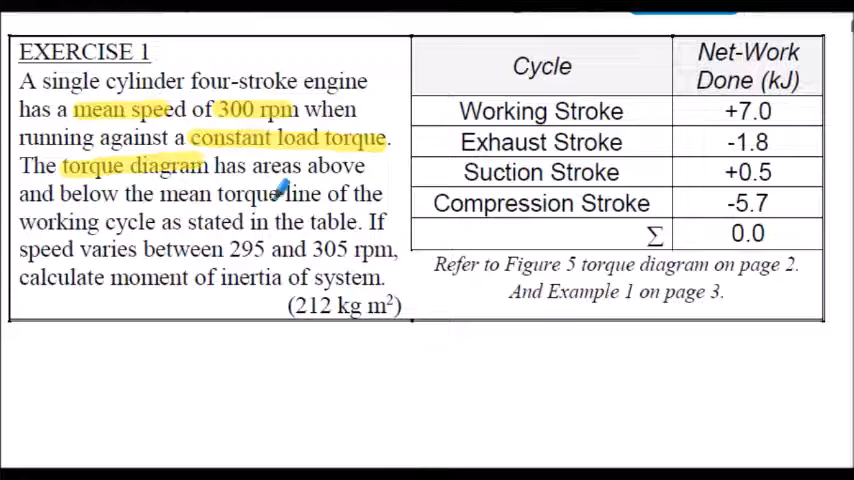 EXERCISE 1
A single cylinder four-stroke engine
has a mean speed of 300 rpm when
running against a constant load torque.
The torque diagram has areas above
and below the mean torque line of the
working cycle as stated in the table. If
speed varies between 295 and 305 rpm,
calculate moment of inertia of system.
(212 kg m²)
Cycle
Net-Work
Done (kJ)
Working Stroke +7.0
Exhaust Stroke -1.8
Suction Stroke +0.5
Compression Stroke -5.7
Σ 0.0
Refer to Figure 5 torque diagram on page 2.
And Example 1 on page 3.